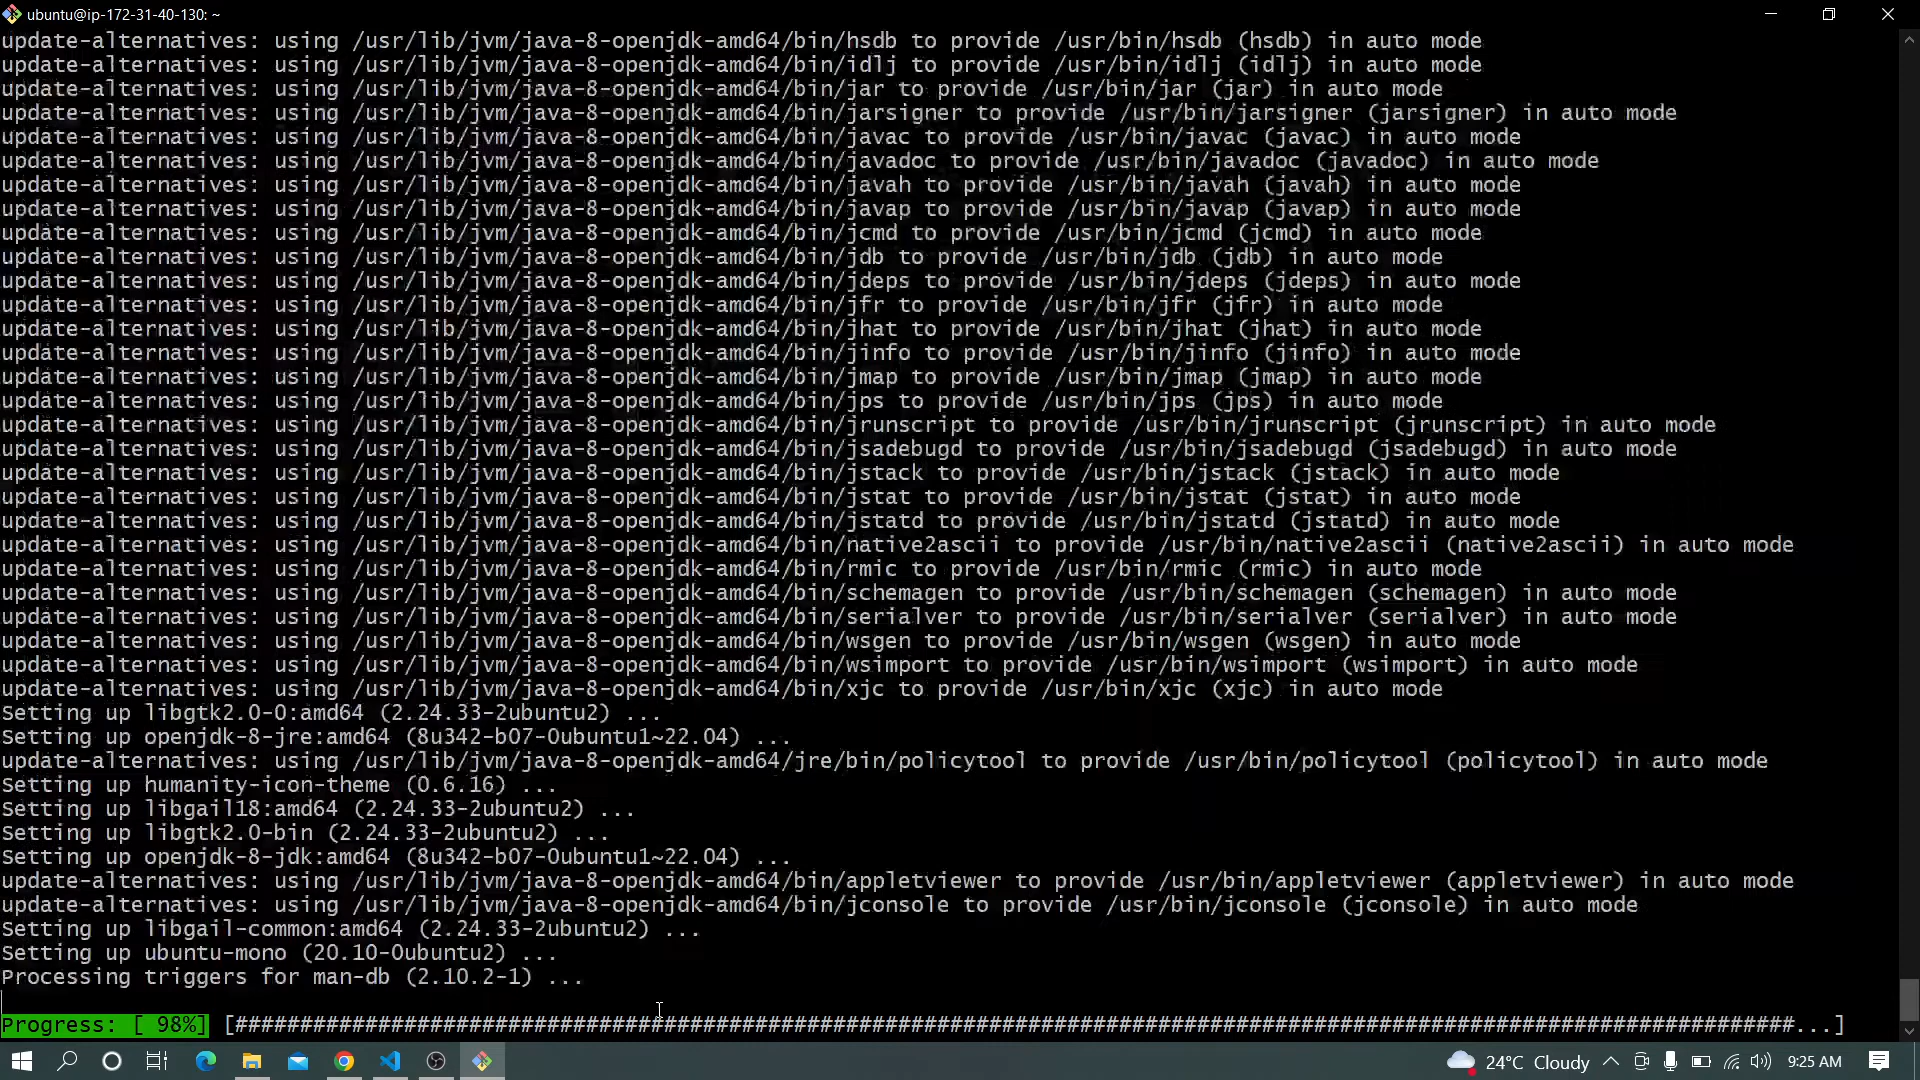 ubuntu@ip-172-31-40-130: ~
update-alternatives: using /usr/lib/jvm/java-8-openjdk-amd64/bin/hsdb to provide /usr/bin/hsdb (hsdb) in auto mode
update-alternatives: using /usr/lib/jvm/java-8-openjdk-amd64/bin/idlj to provide /usr/bin/idlj (idlj) in auto mode
update-alternatives: using /usr/lib/jvm/java-8-openjdk-amd64/bin/jar to provide /usr/bin/jar (jar) in auto mode
update-alternatives: using /usr/lib/jvm/java-8-openjdk-amd64/bin/jarsigner to provide /usr/bin/jarsigner (jarsigner) in auto mode
update-alternatives: using /usr/lib/jvm/java-8-openjdk-amd64/bin/javac to provide /usr/bin/javac (javac) in auto mode
update-alternatives: using /usr/lib/jvm/java-8-openjdk-amd64/bin/javadoc to provide /usr/bin/javadoc (javadoc) in auto mode
update-alternatives: using /usr/lib/jvm/java-8-openjdk-amd64/bin/javah to provide /usr/bin/javah (javah) in auto mode
update-alternatives: using /usr/lib/jvm/java-8-openjdk-amd64/bin/javap to provide /usr/bin/javap (javap) in auto mode
update-alternatives: using /usr/lib/jvm/java-8-openjdk-amd64/bin/jcmd to provide /usr/bin/jcmd (jcmd) in auto mode
update-alternatives: using /usr/lib/jvm/java-8-openjdk-amd64/bin/jdb to provide /usr/bin/jdb (jdb) in auto mode
update-alternatives: using /usr/lib/jvm/java-8-openjdk-amd64/bin/jdeps to provide /usr/bin/jdeps (jdeps) in auto mode
update-alternatives: using /usr/lib/jvm/java-8-openjdk-amd64/bin/jfr to provide /usr/bin/jfr (jfr) in auto mode
update-alternatives: using /usr/lib/jvm/java-8-openjdk-amd64/bin/jhat to provide /usr/bin/jhat (jhat) in auto mode
update-alternatives: using /usr/lib/jvm/java-8-openjdk-amd64/bin/jinfo to provide /usr/bin/jinfo (jinfo) in auto mode
update-alternatives: using /usr/lib/jvm/java-8-openjdk-amd64/bin/jmap to provide /usr/bin/jmap (jmap) in auto mode
update-alternatives: using /usr/lib/jvm/java-8-openjdk-amd64/bin/jps to provide /usr/bin/jps (jps) in auto mode
update-alternatives: using /usr/lib/jvm/java-8-openjdk-amd64/bin/jrunscript to provide /usr/bin/jrunscript (jrunscript) in auto mode
update-alternatives: using /usr/lib/jvm/java-8-openjdk-amd64/bin/jsadebugd to provide /usr/bin/jsadebugd (jsadebugd) in auto mode
update-alternatives: using /usr/lib/jvm/java-8-openjdk-amd64/bin/jstack to provide /usr/bin/jstack (jstack) in auto mode
update-alternatives: using /usr/lib/jvm/java-8-openjdk-amd64/bin/jstat to provide /usr/bin/jstat (jstat) in auto mode
update-alternatives: using /usr/lib/jvm/java-8-openjdk-amd64/bin/jstatd to provide /usr/bin/jstatd (jstatd) in auto mode
update-alternatives: using /usr/lib/jvm/java-8-openjdk-amd64/bin/native2ascii to provide /usr/bin/native2ascii (native2ascii) in auto mode
update-alternatives: using /usr/lib/jvm/java-8-openjdk-amd64/bin/rmic to provide /usr/bin/rmic (rmic) in auto mode
update-alternatives: using /usr/lib/jvm/java-8-openjdk-amd64/bin/schemagen to provide /usr/bin/schemagen (schemagen) in auto mode
update-alternatives: using /usr/lib/jvm/java-8-openjdk-amd64/bin/serialver to provide /usr/bin/serialver (serialver) in auto mode
update-alternatives: using /usr/lib/jvm/java-8-openjdk-amd64/bin/wsgen to provide /usr/bin/wsgen (wsgen) in auto mode
update-alternatives: using /usr/lib/jvm/java-8-openjdk-amd64/bin/wsimport to provide /usr/bin/wsimport (wsimport) in auto mode
update-alternatives: using /usr/lib/jvm/java-8-openjdk-amd64/bin/xjc to provide /usr/bin/xjc (xjc) in auto mode
Setting up libgtk2.0-0:amd64 (2.24.33-2ubuntu2) ...
Setting up openjdk-8-jre:amd64 (8u342-b07-0ubuntu1~22.04) ...
update-alternatives: using /usr/lib/jvm/java-8-openjdk-amd64/jre/bin/policytool to provide /usr/bin/policytool (policytool) in auto mode
Setting up humanity-icon-theme (0.6.16) ...
Setting up libgail18:amd64 (2.24.33-2ubuntu2) ...
Setting up libgtk2.0-bin (2.24.33-2ubuntu2) ...
Setting up openjdk-8-jdk:amd64 (8u342-b07-0ubuntu1~22.04) ...
update-alternatives: using /usr/lib/jvm/java-8-openjdk-amd64/bin/appletviewer to provide /usr/bin/appletviewer (appletviewer) in auto mode
update-alternatives: using /usr/lib/jvm/java-8-openjdk-amd64/bin/jconsole to provide /usr/bin/jconsole (jconsole) in auto mode
Setting up libgail-common:amd64 (2.24.33-2ubuntu2) ...
Setting up ubuntu-mono (20.10-0ubuntu2) ...
Processing triggers for man-db (2.10.2-1) ...
Progress: [ 98%] [########################################################################################################################...]
24°C Cloudy 9:25 AM